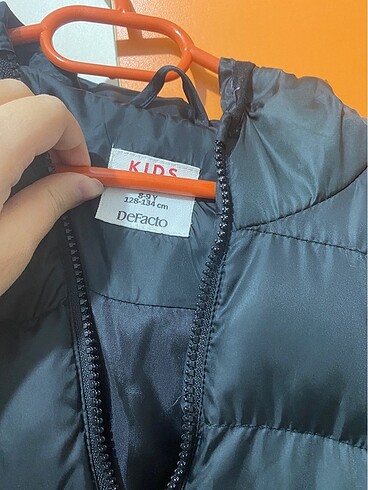 KIDS
8-9 Y
128-134 cm
DeFacto